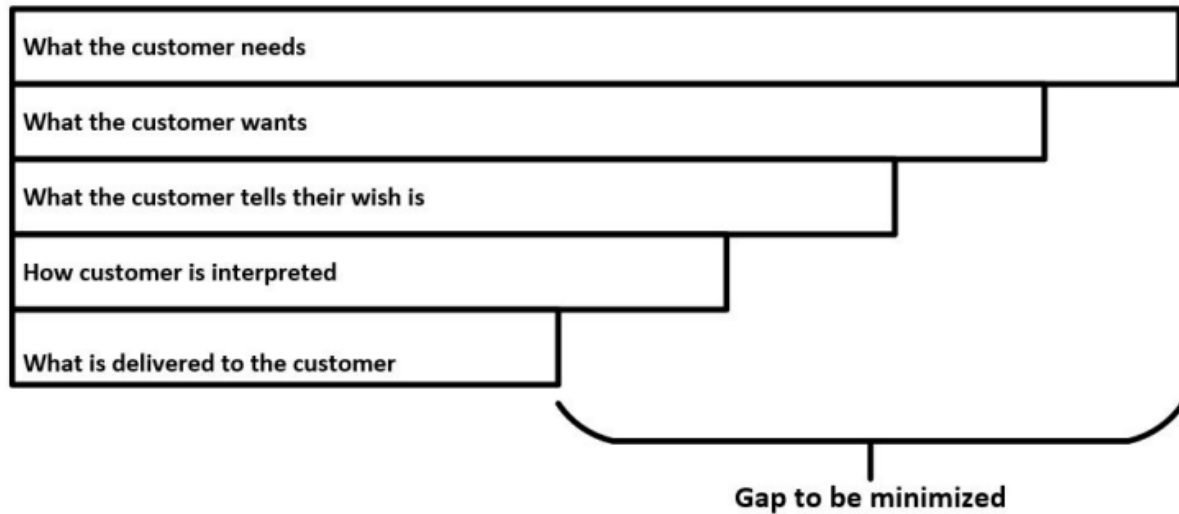 What the customer needs
What the customer wants
What the customer tells their wish is
How customer is interpreted
What is delivered to the customer
Gap to be minimized